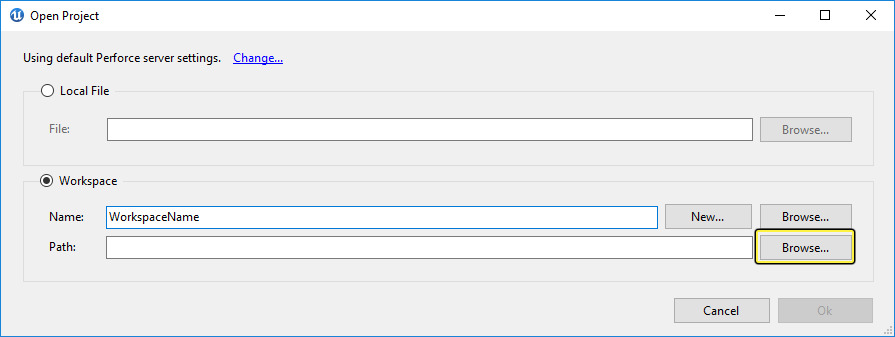 Open Project
Using default Perforce server settings. Change...
Local File
File: Browse...
Workspace
Name: WorkspaceName New... Browse...
Path: Browse...
Cancel Ok